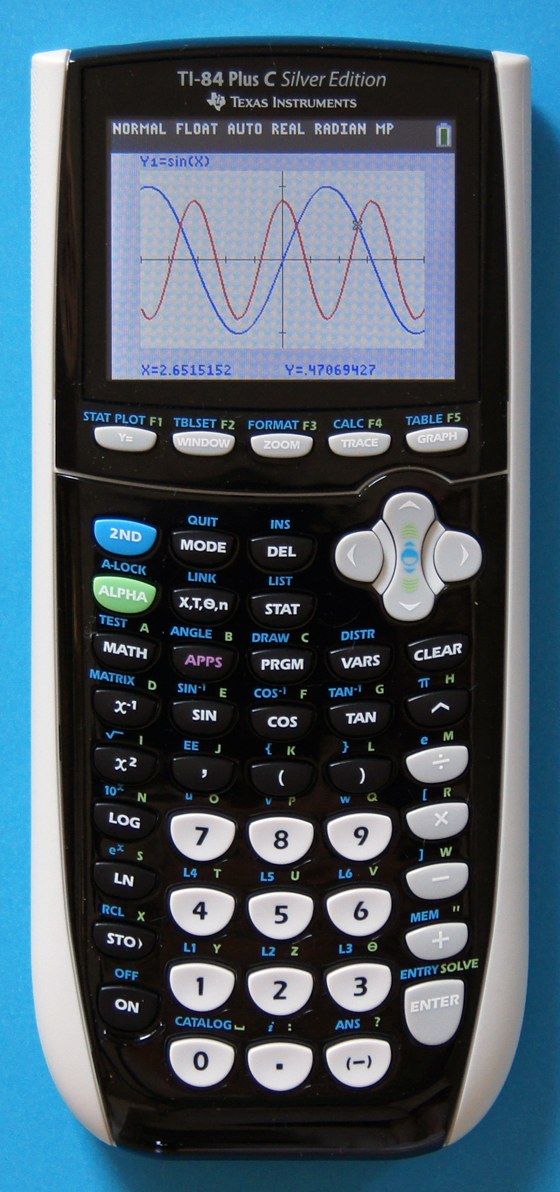 TI-84 Plus C Silver Edition
TEXAS INSTRUMENTS
NORMAL FLOAT AUTO REAL RADIAN MP
Y1=sin(X)
X=2.6515152 Y=.47069427
STAT PLOT F1 TBLSET F2 FORMAT F3 CALC F4 TABLE F5
Y= WINDOW ZOOM TRACE GRAPH
QUIT INS
2ND MODE DEL
A-LOCK LINK LIST
ALPHA X,T,Θ,n STAT
TEST A ANGLE B DRAW C DISTR
MATH APPS PRGM VARS CLEAR
MATRIX D SIN⁻¹ E COS⁻¹ F TAN⁻¹ G π H
x⁻¹ SIN COS TAN ^
√ I EE J { K } L e M
x² , ( ) ÷
10ˣ N u O v P w Q [ R
LOG 7 8 9 ×
eˣ S L4 T L5 U L6 V ] W
LN 4 5 6 −
RCL X L1 Y L2 Z L3 θ MEM "
STO› 1 2 3 +
OFF CATALOG ⎵ i : ANS ? ENTRY SOLVE
ON 0 . (−) ENTER